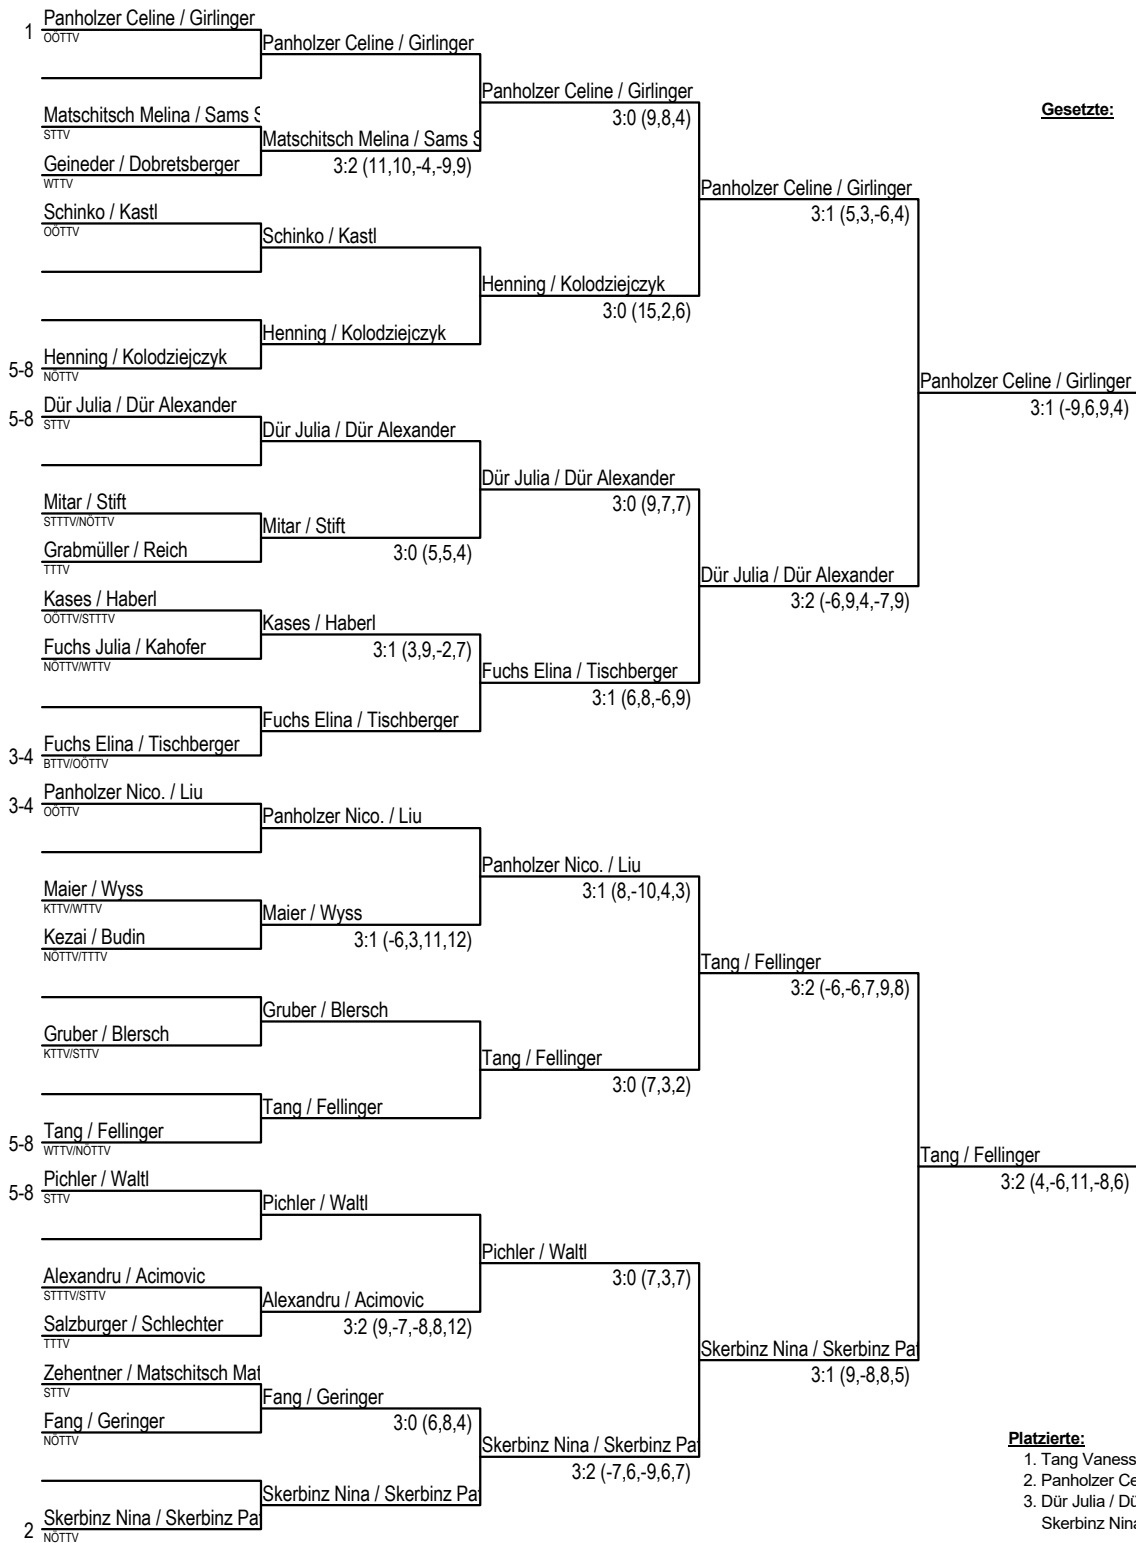 1
Panholzer Celine / Girlinger
OÖTTV
Matschitsch Melina / Sams S
STTV
Geineder / Dobretsberger
WTTV
Schinko / Kastl
OÖTTV
5-8
Henning / Kolodziejczyk
NÖTTV
5-8
Dür Julia / Dür Alexander
STTV
Mitar / Stift
STTTV/NÖTTV
Grabmüller / Reich
TTTV
Kases / Haberl
OÖTTV/STTTV
Fuchs Julia / Kahofer
NÖTTV/WTTV
3-4
Fuchs Elina / Tischberger
BTTV/OÖTTV
3-4
Panholzer Nico. / Liu
OÖTTV
Maier / Wyss
KTTV/WTTV
Kezai / Budin
NÖTTV/TTTV
Gruber / Blersch
KTTV/STTV
5-8
Tang / Fellinger
WTTV/NÖTTV
5-8
Pichler / Waltl
STTV
Alexandru / Acimovic
STTTV/STTV
Salzburger / Schlechter
TTTV
Zehentner / Matschitsch Mat
STTV
Fang / Geringer
NÖTTV
2
Skerbinz Nina / Skerbinz Pa
NÖTTV
Panholzer Celine / Girlinger
Matschitsch Melina / Sams S
3:2 (11,10,-4,-9,9)
Schinko / Kastl
Henning / Kolodziejczyk
Dür Julia / Dür Alexander
Mitar / Stift
3:0 (5,5,4)
Kases / Haberl
3:1 (3,9,-2,7)
Fuchs Elina / Tischberger
Panholzer Nico. / Liu
Maier / Wyss
3:1 (-6,3,11,12)
Gruber / Blersch
Tang / Fellinger
Pichler / Waltl
Alexandru / Acimovic
3:2 (9,-7,-8,8,12)
Fang / Geringer
3:0 (6,8,4)
Skerbinz Nina / Skerbinz Pa
Panholzer Celine / Girlinger
3:0 (9,8,4)
Henning / Kolodziejczyk
3:0 (15,2,6)
Dür Julia / Dür Alexander
3:0 (9,7,7)
Fuchs Elina / Tischberger
3:1 (6,8,-6,9)
Panholzer Nico. / Liu
3:1 (8,-10,4,3)
Tang / Fellinger
3:0 (7,3,2)
Pichler / Waltl
3:0 (7,3,7)
Skerbinz Nina / Skerbinz Pa
3:2 (-7,6,-9,6,7)
Panholzer Celine / Girlinger
3:1 (5,3,-6,4)
Dür Julia / Dür Alexander
3:2 (-6,9,4,-7,9)
Tang / Fellinger
3:2 (-6,-6,7,9,8)
Skerbinz Nina / Skerbinz Pa
3:1 (9,-8,8,5)
Panholzer Celine / Girlinger
3:1 (-9,6,9,4)
Tang / Fellinger
3:2 (4,-6,11,-8,6)
Gesetzte:
Platzierte:
1. Tang Vaness
2. Panholzer Ce
3. Dür Julia / Dü
Skerbinz Nina